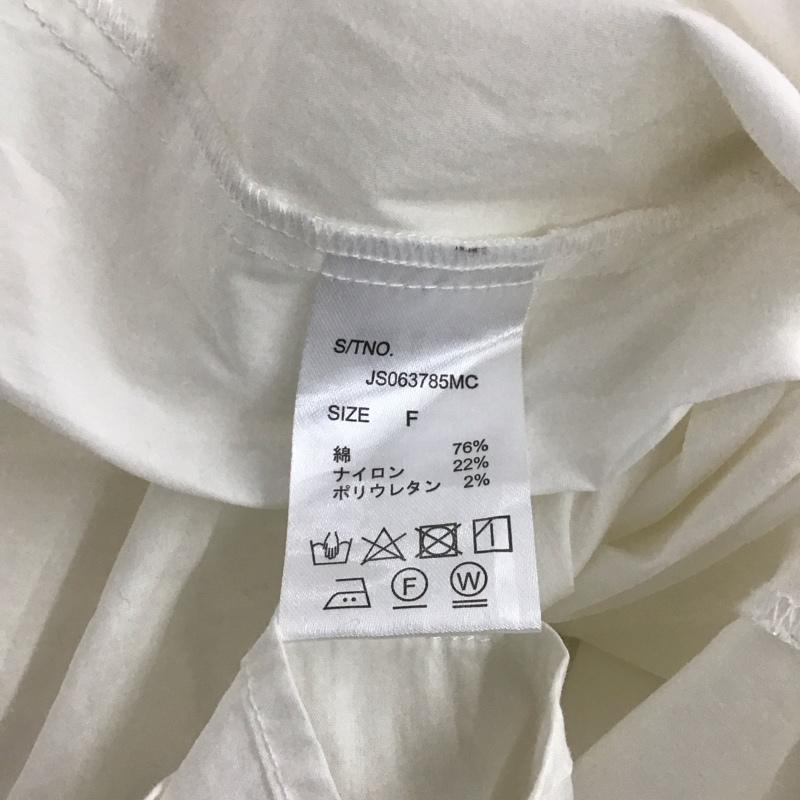 S/TNO.
JS063785MC
SIZE F
綿 76%
ナイロン 22%
ポリウレタン 2%
F W